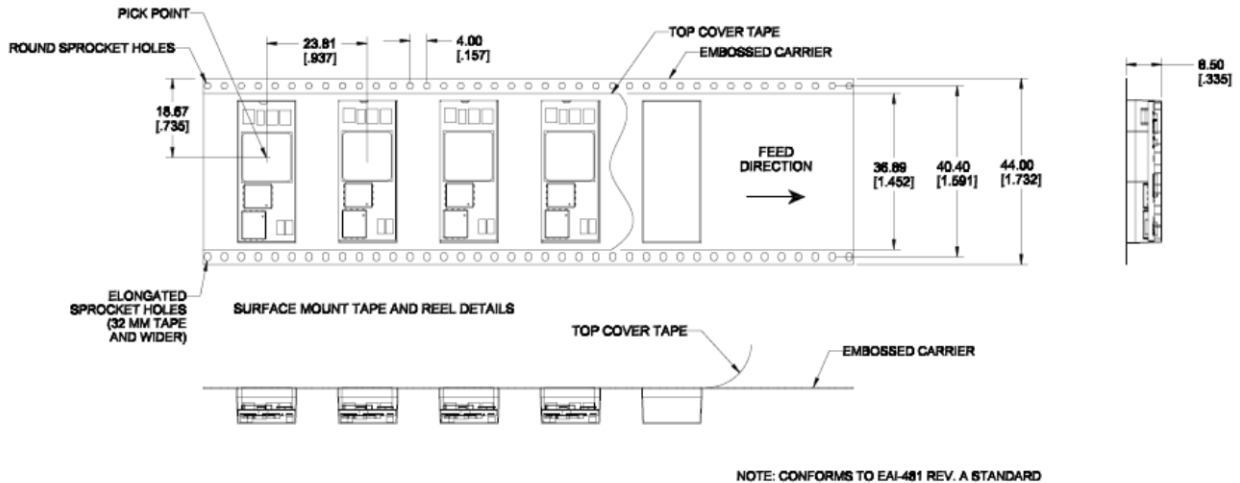 PICK POINT
ROUND SPROCKET HOLES
23.81
[.937]
4.00
[.157]
TOP COVER TAPE
EMBOSSED CARRIER
8.50
[.335]
18.67
[.735]
FEED
DIRECTION
36.89
[1.452]
40.40
[1.591]
44.00
[1.732]
ELONGATED
SPROCKET HOLES
(32 MM TAPE
AND WIDER)
SURFACE MOUNT TAPE AND REEL DETAILS
TOP COVER TAPE
EMBOSSED CARRIER
NOTE: CONFORMS TO EAI-481 REV. A STANDARD